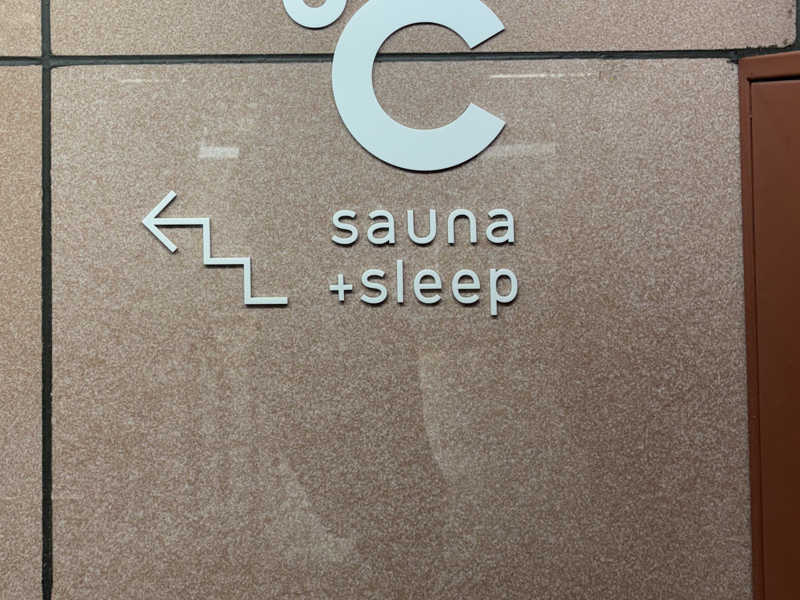 ℃
sauna
+sleep